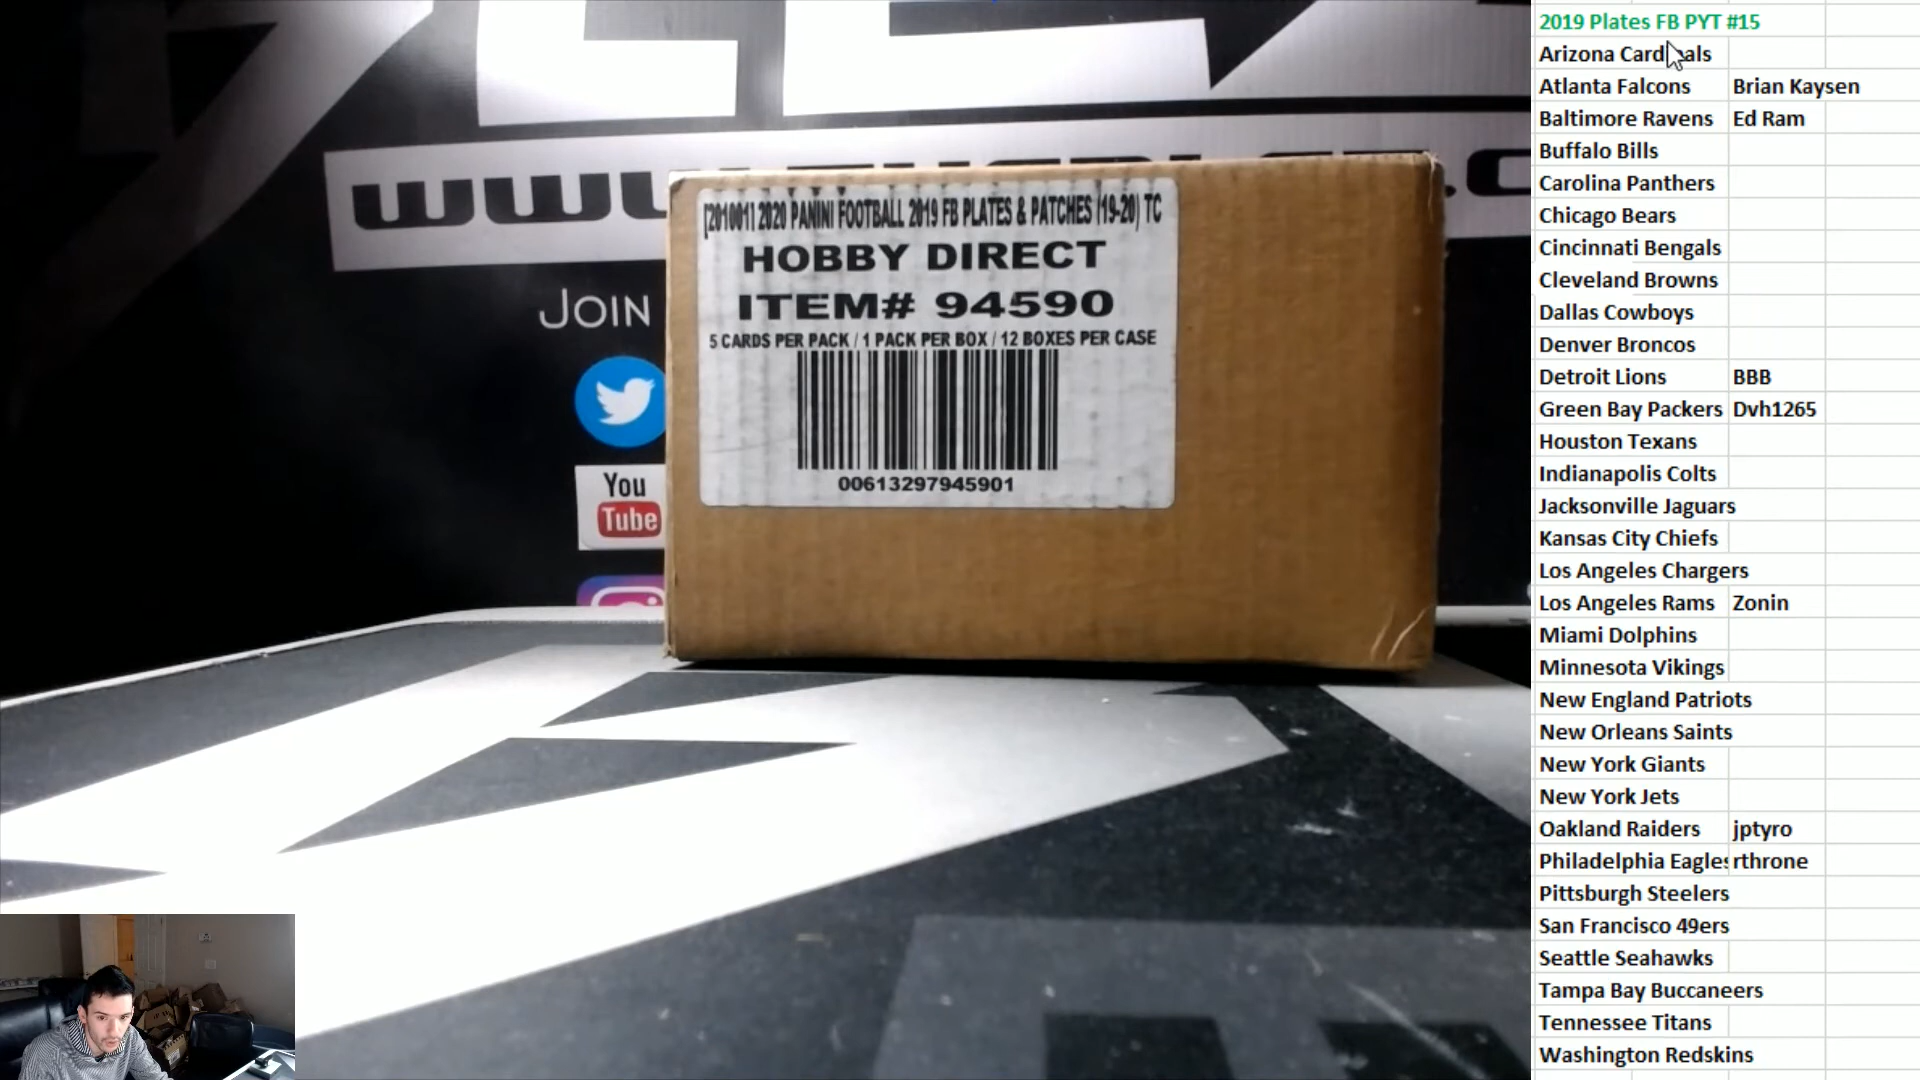 JOIN
You
Tube
[201001] 2020 PANINI FOOTBALL 2019 FB PLATES & PATCHES (19-20) TC
HOBBY DIRECT
ITEM# 94590
5 CARDS PER PACK / 1 PACK PER BOX / 12 BOXES PER CASE
00613297945901
2019 Plates FB PYT #15
Arizona Cardinals
Atlanta Falcons Brian Kaysen
Baltimore Ravens Ed Ram
Buffalo Bills
Carolina Panthers
Chicago Bears
Cincinnati Bengals
Cleveland Browns
Dallas Cowboys
Denver Broncos
Detroit Lions BBB
Green Bay Packers Dvh1265
Houston Texans
Indianapolis Colts
Jacksonville Jaguars
Kansas City Chiefs
Los Angeles Chargers
Los Angeles Rams Zonin
Miami Dolphins
Minnesota Vikings
New England Patriots
New Orleans Saints
New York Giants
New York Jets
Oakland Raiders jptyro
Philadelphia Eagles rthrone
Pittsburgh Steelers
San Francisco 49ers
Seattle Seahawks
Tampa Bay Buccaneers
Tennessee Titans
Washington Redskins